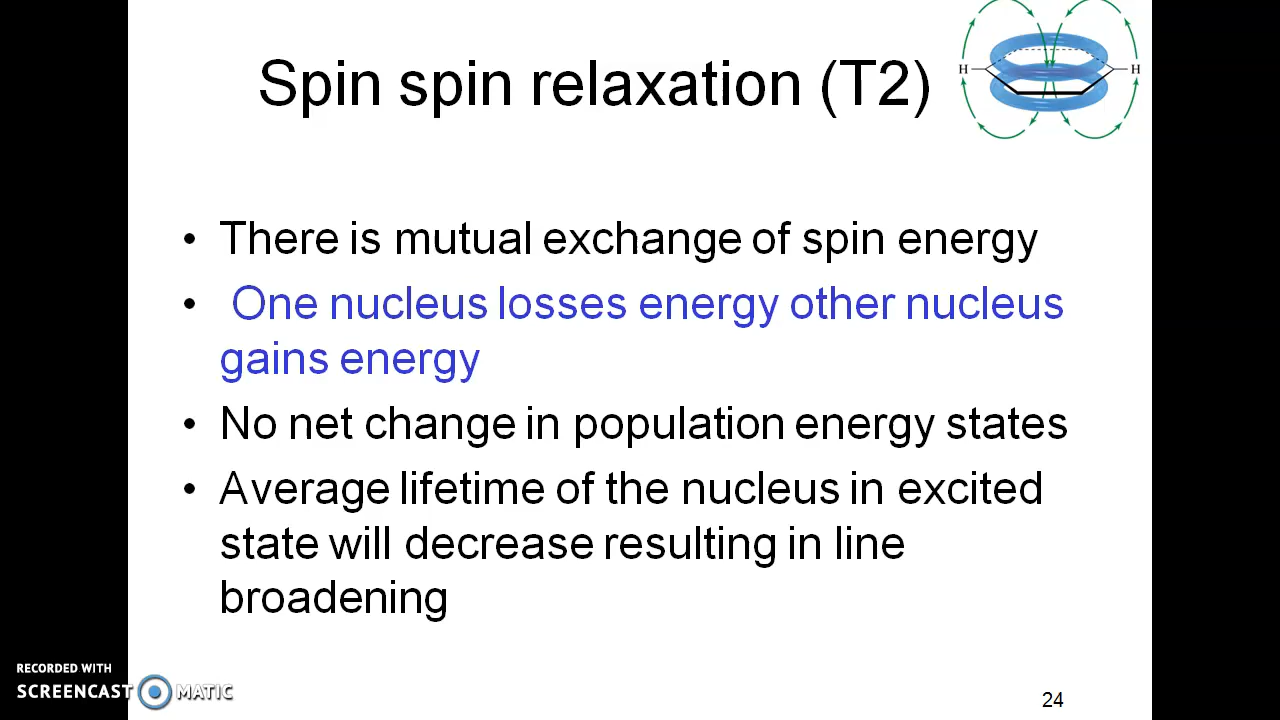 Spin spin relaxation (T2)
H
H
• There is mutual exchange of spin energy
• One nucleus losses energy other nucleus
gains energy
• No net change in population energy states
• Average lifetime of the nucleus in excited
state will decrease resulting in line
broadening
RECORDED WITH
SCREENCAST MATIC
24